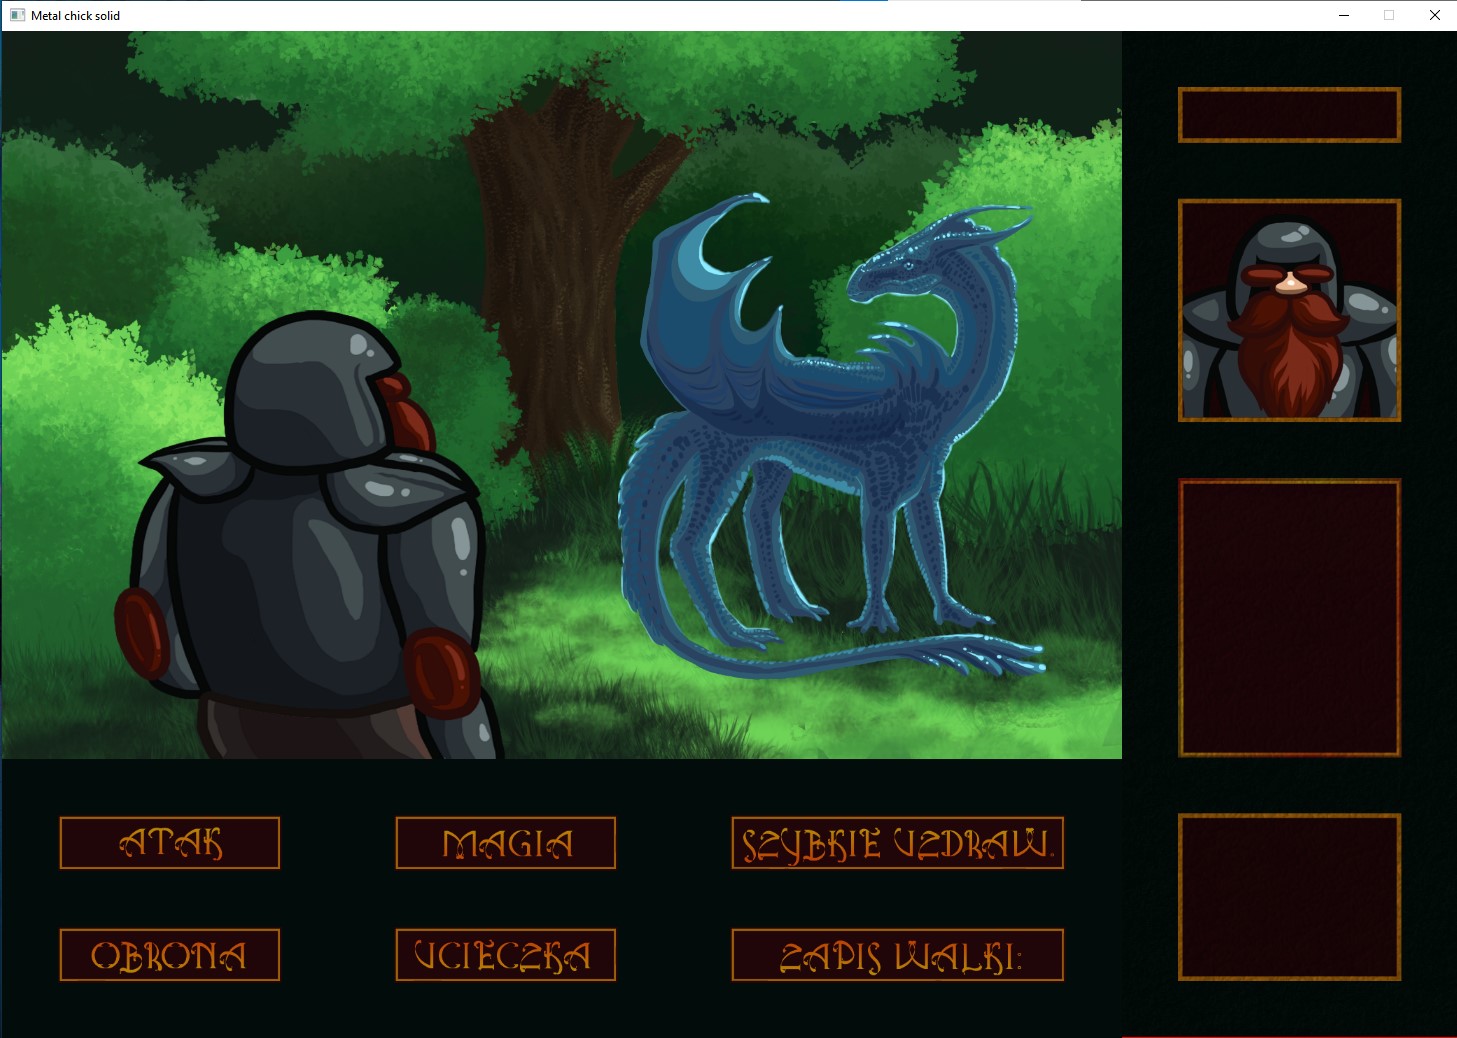 Metal chick solid
ATAK
MAGIA
SZYBKIE UZDRAW.
OBRONA
UCIECZKA
ZAPIS WALKI: